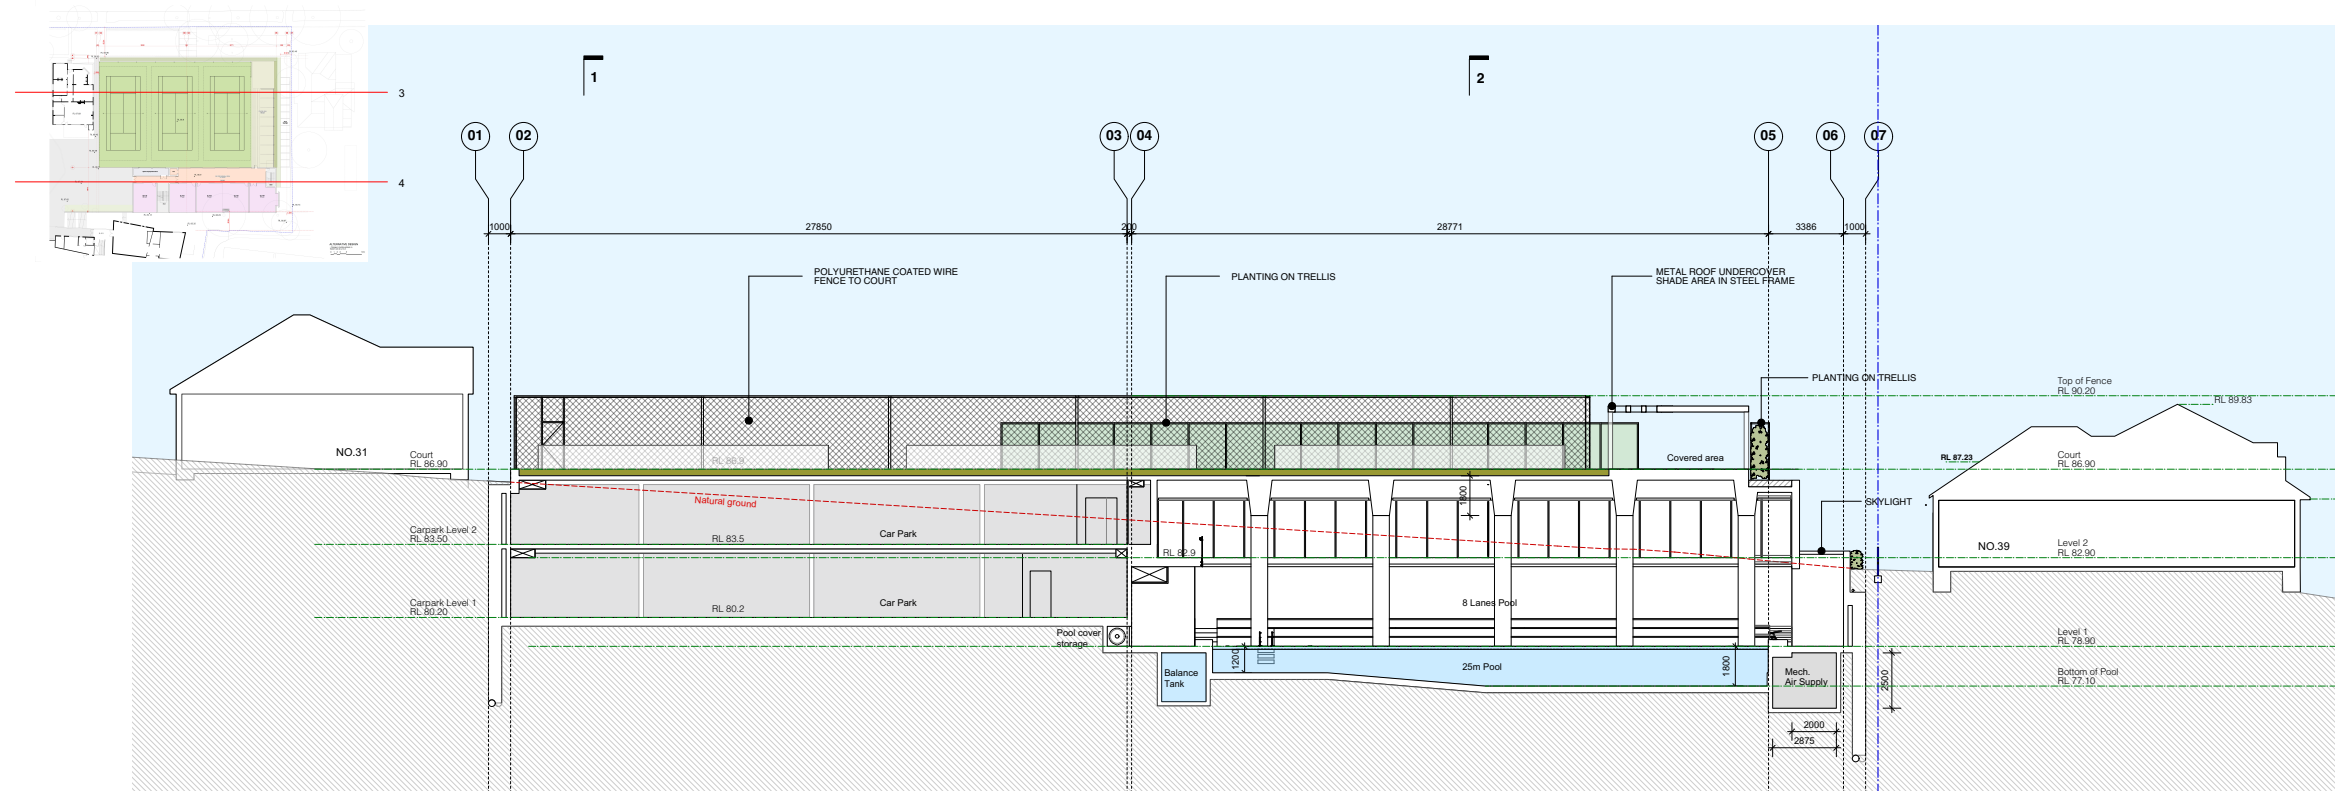 3
4
1
2
01
02
03
04
05
06
07
1000
27850
200
28771
3386
1000
POLYURETHANE COATED WIRE
FENCE TO COURT
PLANTING ON TRELLIS
METAL ROOF UNDERCOVER
SHADE AREA IN STEEL FRAME
PLANTING ON TRELLIS
Top of Fence
RL 90.20
RL 89.83
NO.31
Court
RL 86.90
RL 86.9
Covered area
RL 87.23
Court
RL 86.90
Natural ground
1800
SKYLIGHT
Carpark Level 2
RL 83.50
RL 83.5
Car Park
RL 82.9
NO.39
Level 2
RL 82.90
Carpark Level 1
RL 80.20
RL 80.2
Car Park
8 Lanes Pool
Pool cover
storage
Level 1
RL 78.90
Balance
Tank
1200
25m Pool
1800
Mech.
Air Supply
2500
Bottom of Pool
RL 77.10
2000
2875